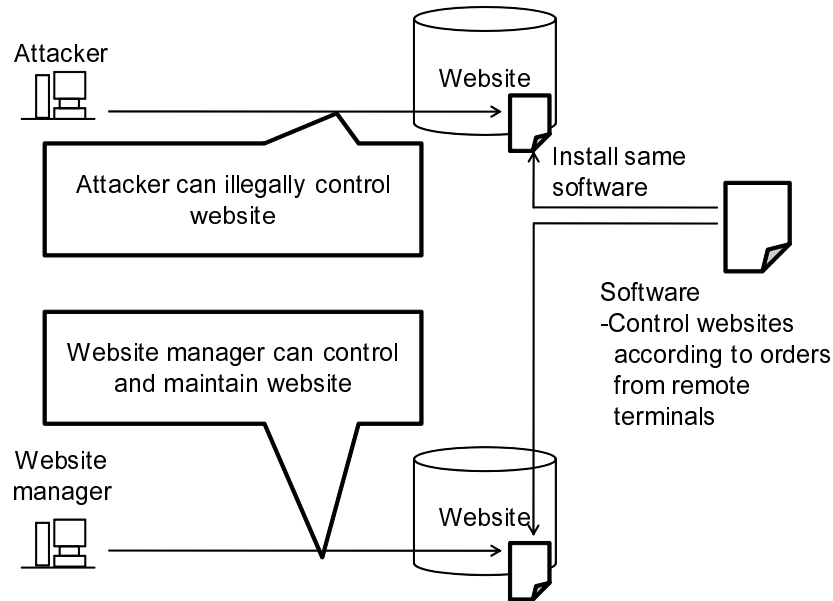 Attacker
Website
Install same
software
Attacker can illegally control
website
Software
-Control websites
according to orders
from remote
terminals
Website manager can control
and maintain website
Website
manager
Website